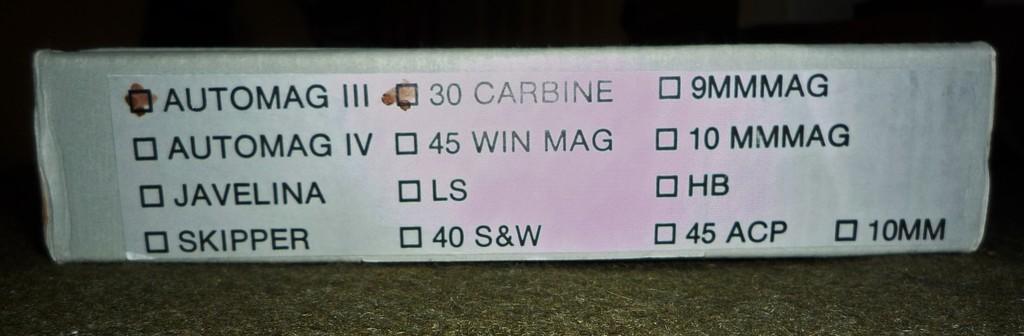 AUTOMAG III 30 CARBINE 9MMMAG
AUTOMAG IV 45 WIN MAG 10 MMMAG
JAVELINA LS HB
SKIPPER 40 S&W 45 ACP 10MM